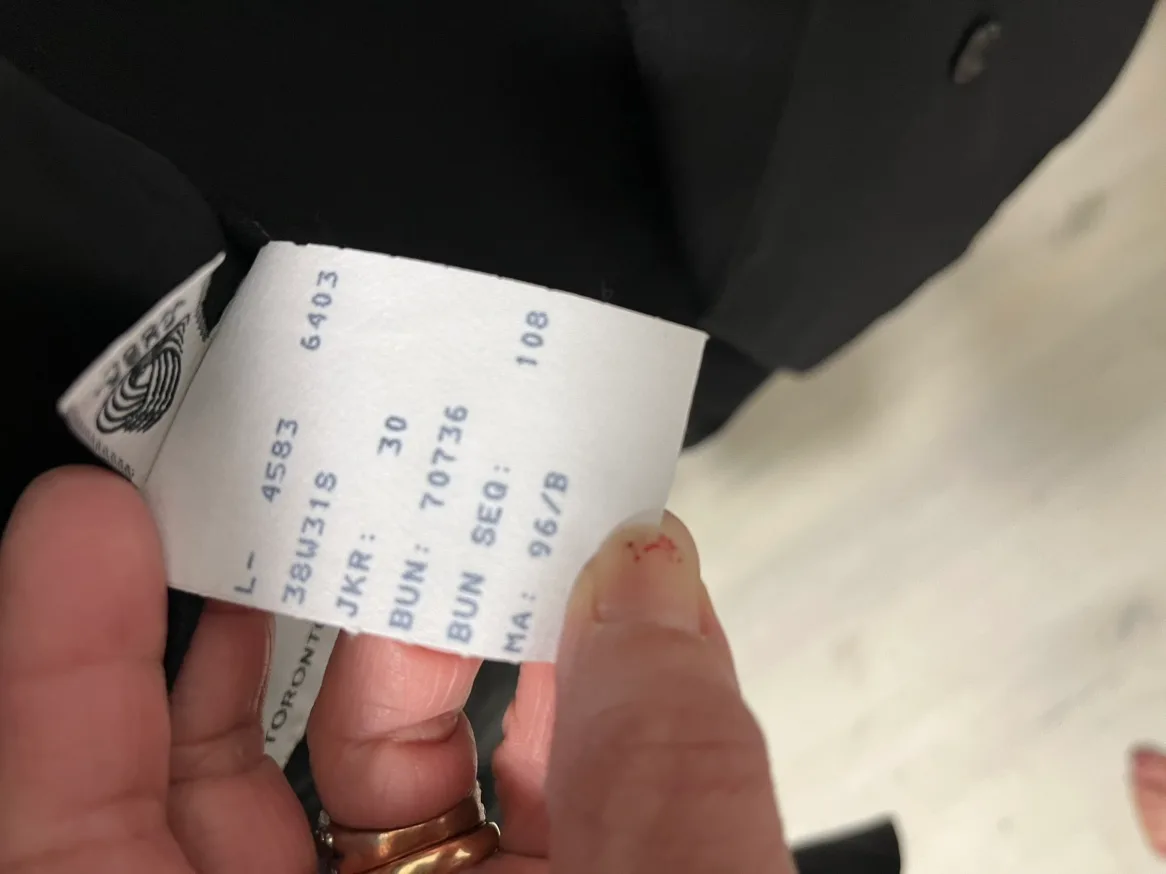 L- 4583 6403
38W31S
JKR: 30
BUN: 70736
BUN SEQ: 108
MA: 96/B
TORONTO